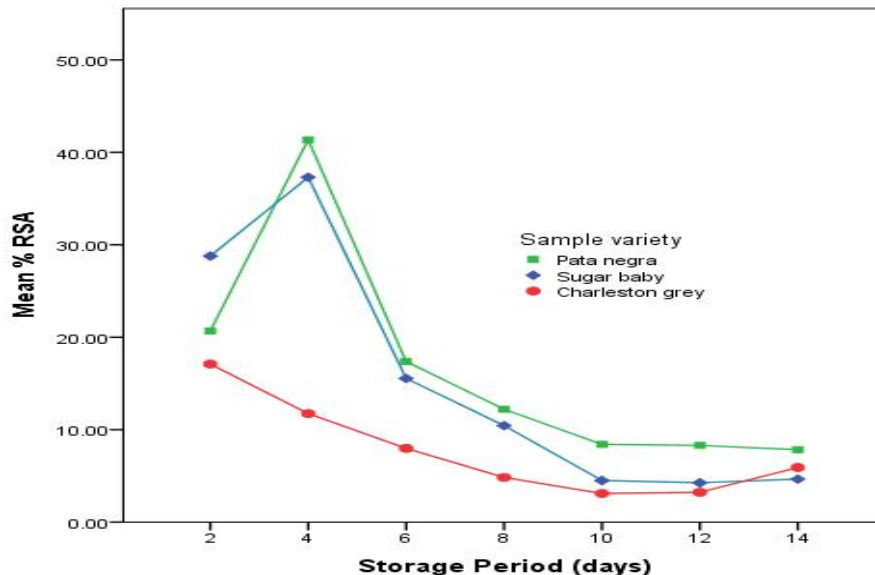 Mean % RSA
50.00
40.00
30.00
20.00
10.00
0.00
Sample variety
Pata negra
Sugar baby
Charleston grey
2 4 6 8 10 12 14
Storage Period (days)